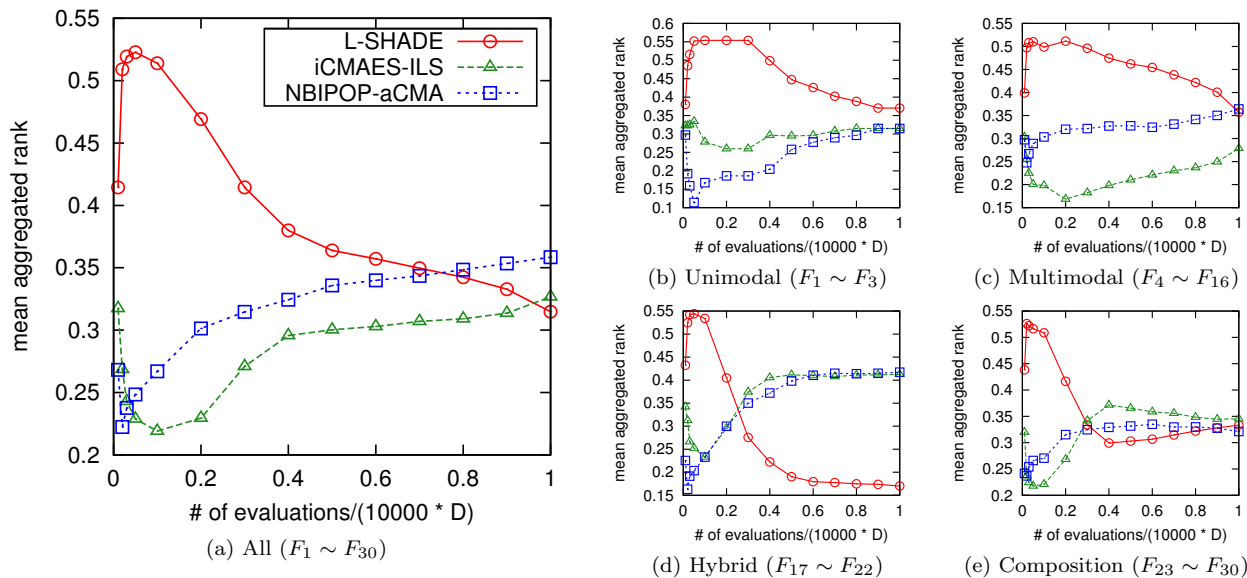 0.55
0.5
0.45
0.4
0.35
0.3
0.25
0.2
mean aggregated rank
L-SHADE
iCMAES-ILS
NBIPOP-aCMA
0 0.2 0.4 0.6 0.8 1
# of evaluations/(10000 * D)
(a) All (F1 ∼ F30)
0.6
0.55
0.5
0.45
0.4
0.35
0.3
0.25
0.2
0.15
0.1
mean aggregated rank
0 0.2 0.4 0.6 0.8 1
# of evaluations/(10000 * D)
(b) Unimodal (F1 ∼ F3)
0.55
0.5
0.45
0.4
0.35
0.3
0.25
0.2
0.15
mean aggregated rank
0 0.2 0.4 0.6 0.8 1
# of evaluations/(10000 * D)
(c) Multimodal (F4 ∼ F16)
0.55
0.5
0.45
0.4
0.35
0.3
0.25
0.2
0.15
mean aggregated rank
0 0.2 0.4 0.6 0.8 1
# of evaluations/(10000 * D)
(d) Hybrid (F17 ∼ F22)
0.55
0.5
0.45
0.4
0.35
0.3
0.25
0.2
mean aggregated rank
0 0.2 0.4 0.6 0.8 1
# of evaluations/(10000 * D)
(e) Composition (F23 ∼ F30)